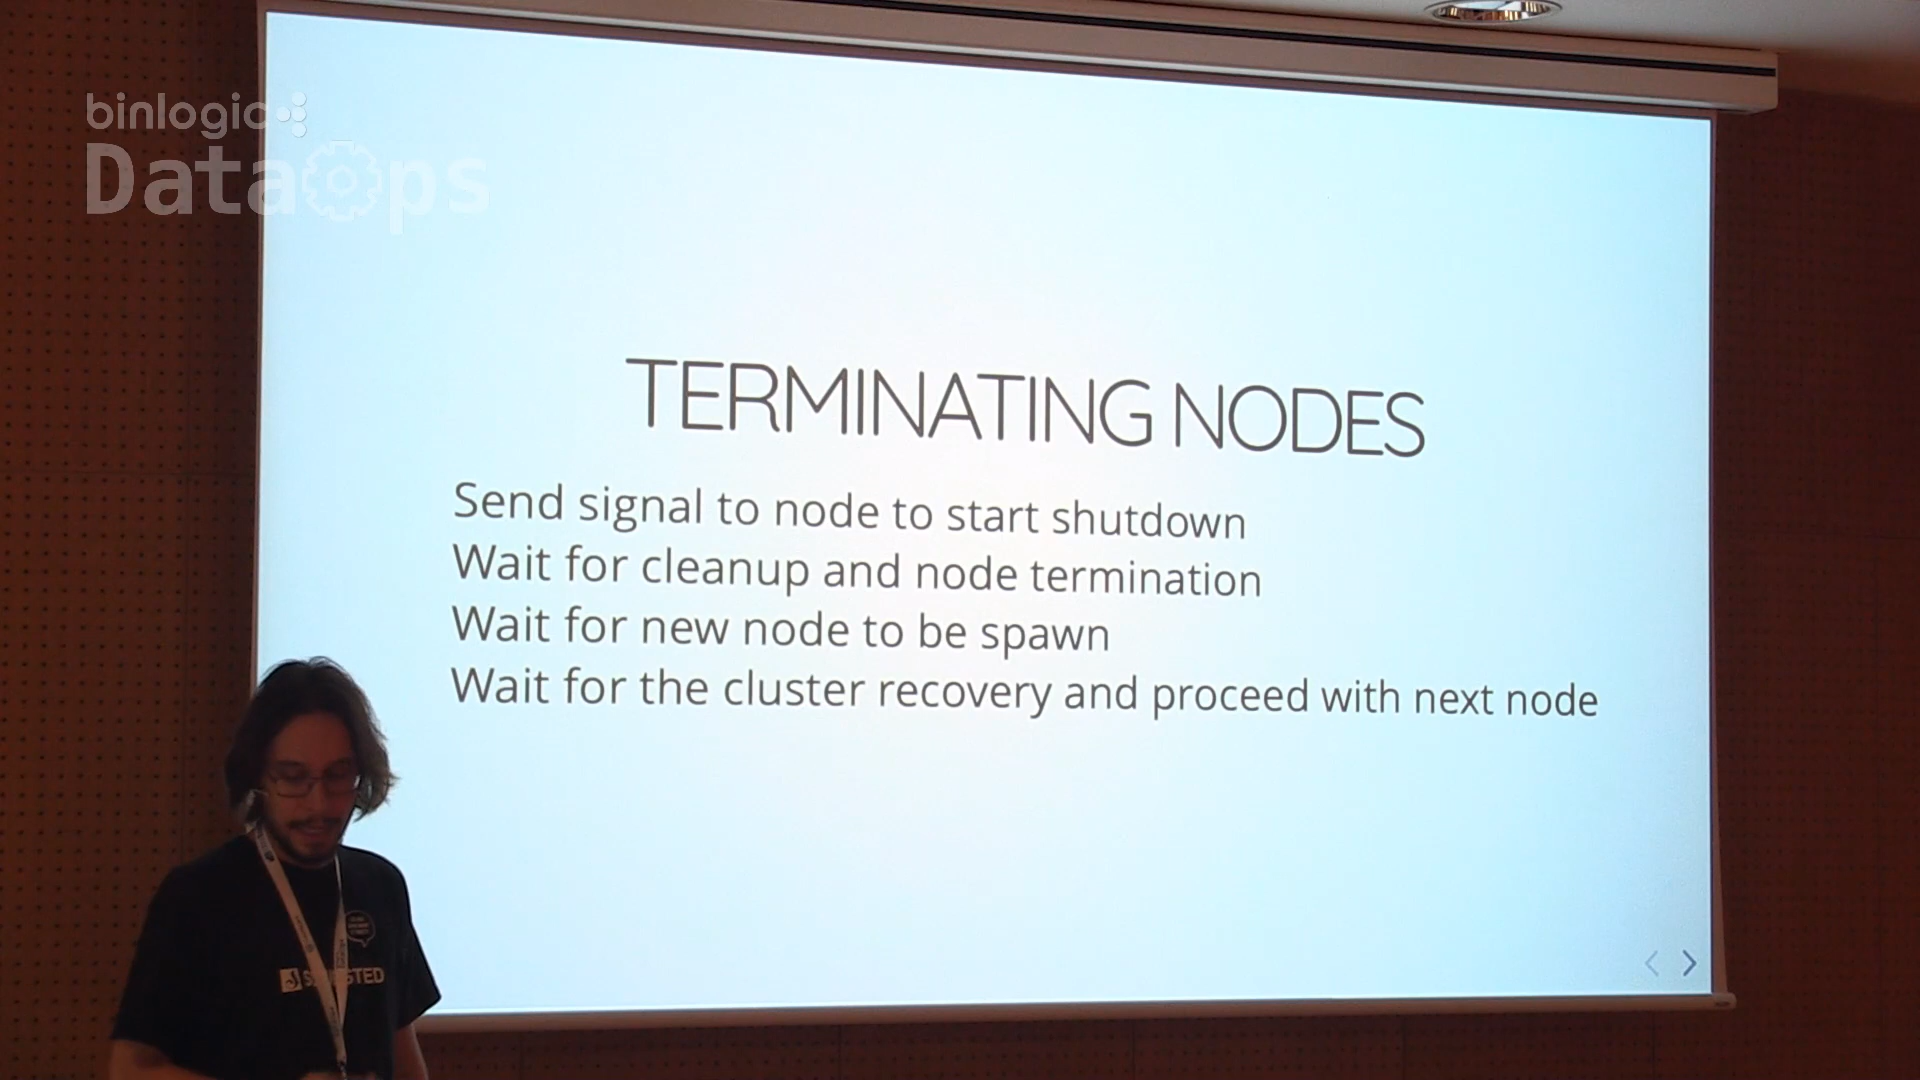 binlogic
DataOps
TERMINATING NODES
Send signal to node to start shutdown
Wait for cleanup and node termination
Wait for new node to be spawn
Wait for the cluster recovery and proceed with next node